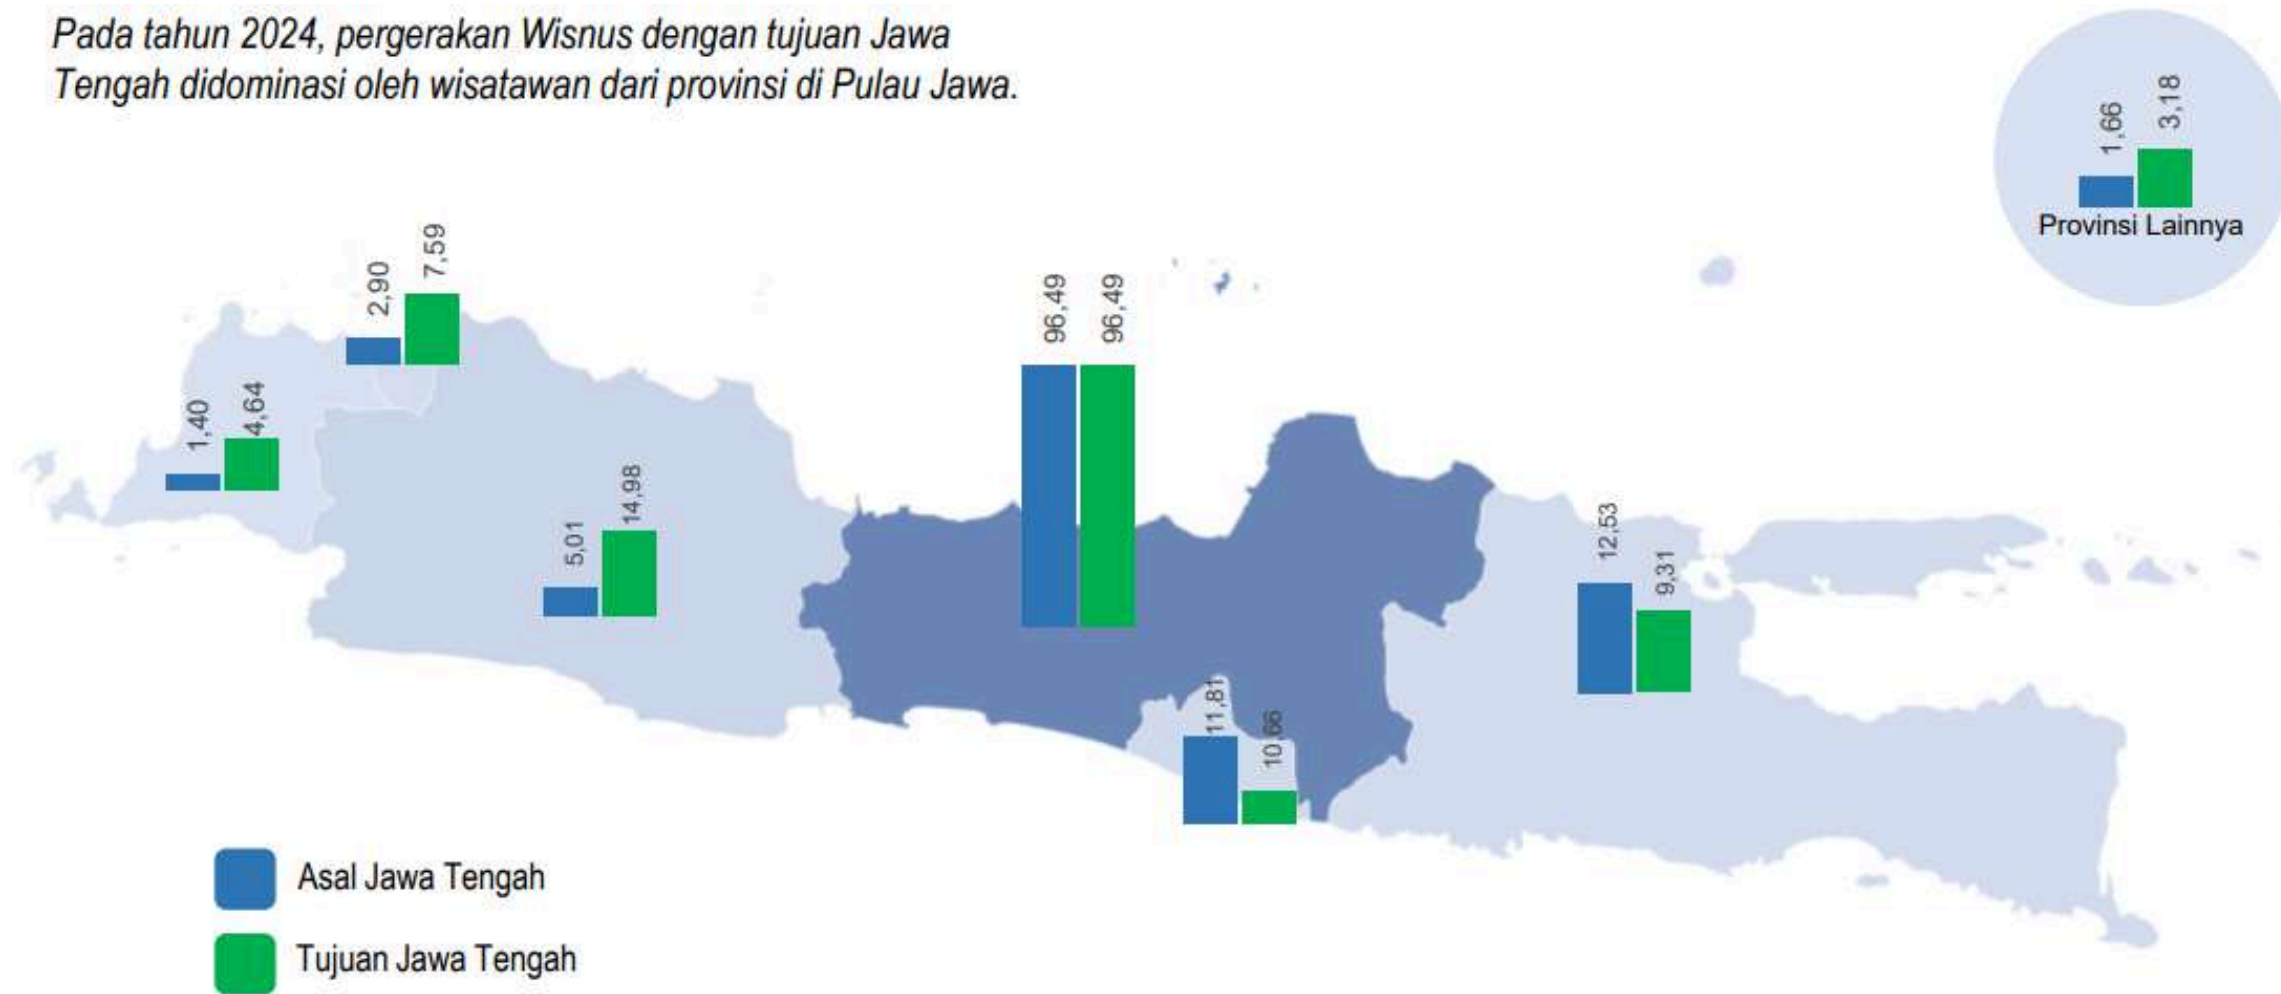 Pada tahun 2024, pergerakan Wisnus dengan tujuan Jawa
Tengah didominasi oleh wisatawan dari provinsi di Pulau Jawa.
1,66
3,18
Provinsi Lainnya
2,90
7,59
1,40
4,64
5,01
14,98
96,49
96,49
12,53
9,31
11,81
10,66
Asal Jawa Tengah
Tujuan Jawa Tengah